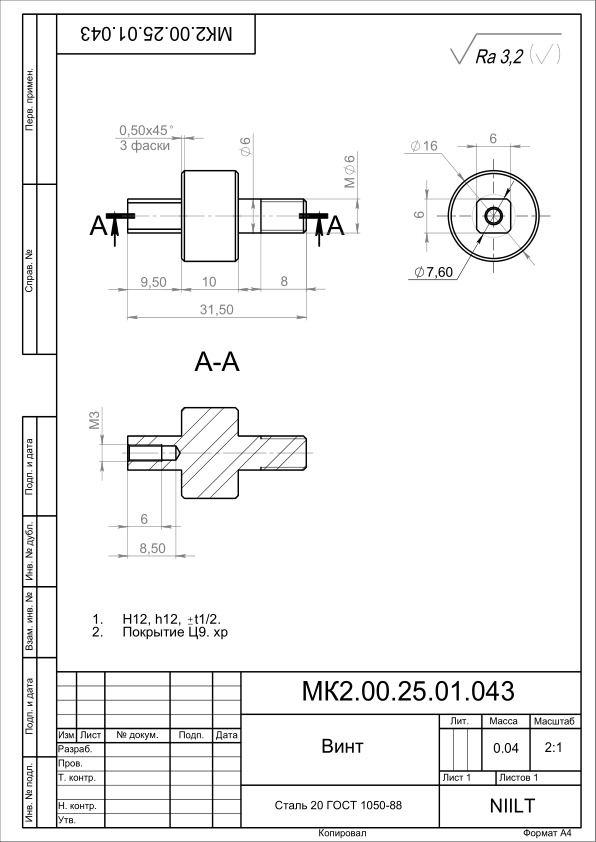 МК2.00.25.01.043
Ra 3,2 (√)
Перв. примен.
Справ. №
Подп. и дата
Инв. № дубл.
Взам. инв. №
Подп. и дата
Инв. № подл.
0,50x45°
3 фаски
∅6
М∅6
А
А
9,50
10
8
31,50
∅16
6
6
∅7,60
А-А
М3
6
8,50
1. H12, h12, ±t1/2.
2. Покрытие Ц9. хр
МК2.00.25.01.043
Изм Лист № докум. Подп. Дата
Разраб.
Пров.
Т. контр.
Н. контр.
Утв.
Винт
Лит. Масса Масштаб
0.04 2:1
Лист 1 Листов 1
Сталь 20 ГОСТ 1050-88
NIILT
Копировал Формат А4